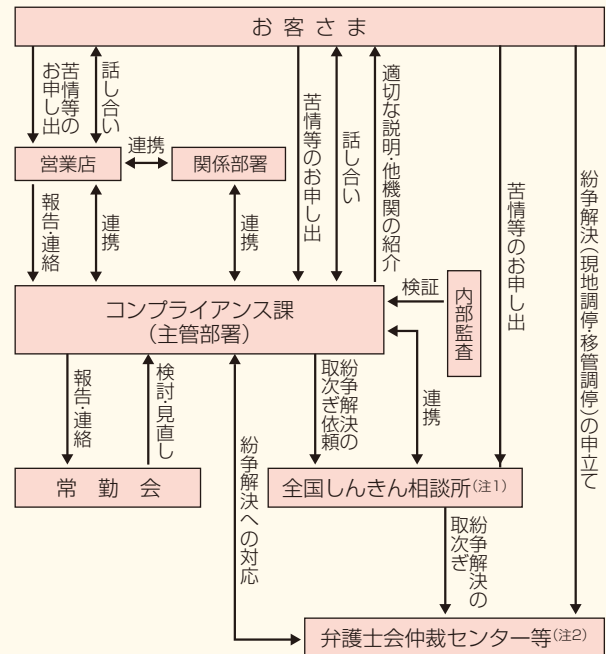 お客さま
苦情等の
お申し出
話し合い
苦情等のお申し出
話し合い
適切な説明・他機関の紹介
苦情等のお申し出
紛争解決(現地調停・移管調停)の申立て
営業店
連携
関係部署
報告・連絡
連携
連携
コンプライアンス課
(主管部署)
検証
内部監査
報告・連絡
検討・見直し
紛争解決への対応
紛争解決の
取次ぎ依頼
連携
常勤会
全国しんきん相談所(注1)
紛争解決の
取次ぎ
弁護士会仲裁センター等(注2)